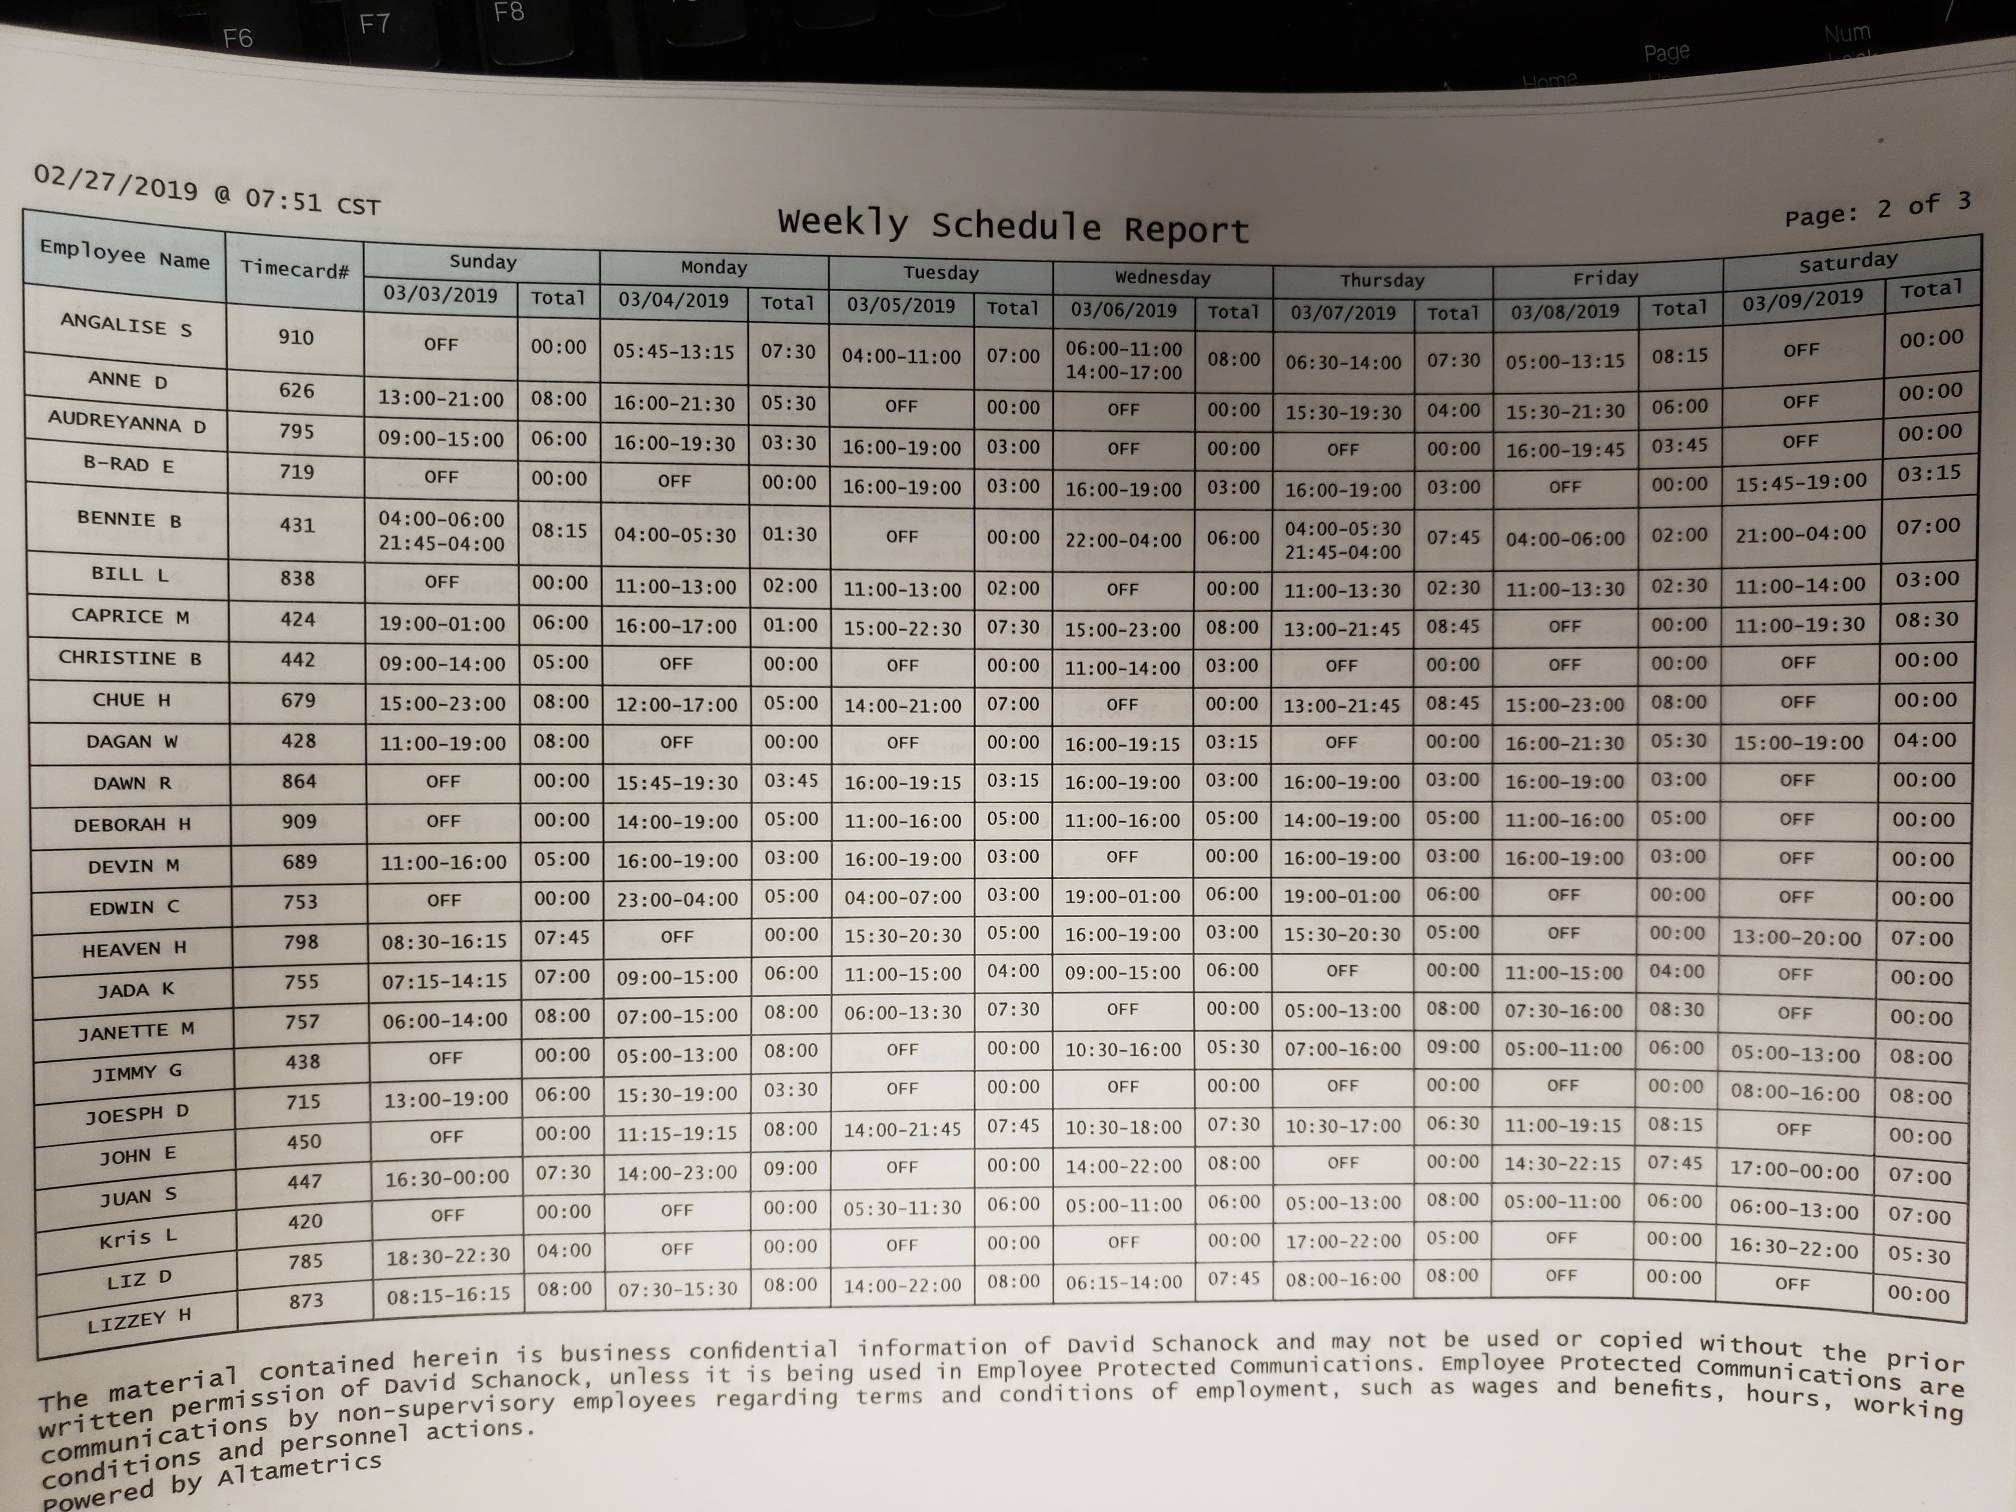 F6 F7 F8
Home Page Num
02/27/2019 @ 07:51 CST
Weekly Schedule Report
Page: 2 of 3
Employee Name Timecard# Sunday Monday Tuesday Wednesday Thursday Friday Saturday
03/03/2019 Total 03/04/2019 Total 03/05/2019 Total 03/06/2019 Total 03/07/2019 Total 03/08/2019 Total 03/09/2019 Total
ANGALISE S 910 OFF 00:00 05:45-13:15 07:30 04:00-11:00 07:00 06:00-11:00 14:00-17:00 08:00 06:30-14:00 07:30 05:00-13:15 08:15 OFF 00:00
ANNE D 626 13:00-21:00 08:00 16:00-21:30 05:30 OFF 00:00 OFF 00:00 15:30-19:30 04:00 15:30-21:30 06:00 OFF 00:00
AUDREYANNA D 795 09:00-15:00 06:00 16:00-19:30 03:30 16:00-19:00 03:00 OFF 00:00 OFF 00:00 16:00-19:45 03:45 OFF 00:00
B-RAD E 719 OFF 00:00 OFF 00:00 16:00-19:00 03:00 16:00-19:00 03:00 16:00-19:00 03:00 OFF 00:00 15:45-19:00 03:15
BENNIE B 431 04:00-06:00 21:45-04:00 08:15 04:00-05:30 01:30 OFF 00:00 22:00-04:00 06:00 04:00-05:30 21:45-04:00 07:45 04:00-06:00 02:00 21:00-04:00 07:00
BILL L 838 OFF 00:00 11:00-13:00 02:00 11:00-13:00 02:00 OFF 00:00 11:00-13:30 02:30 11:00-13:30 02:30 11:00-14:00 03:00
CAPRICE M 424 19:00-01:00 06:00 16:00-17:00 01:00 15:00-22:30 07:30 15:00-23:00 08:00 13:00-21:45 08:45 OFF 00:00 11:00-19:30 08:30
CHRISTINE B 442 09:00-14:00 05:00 OFF 00:00 OFF 00:00 11:00-14:00 03:00 OFF 00:00 OFF 00:00 OFF 00:00
CHUE H 679 15:00-23:00 08:00 12:00-17:00 05:00 14:00-21:00 07:00 OFF 00:00 13:00-21:45 08:45 15:00-23:00 08:00 OFF 00:00
DAGAN W 428 11:00-19:00 08:00 OFF 00:00 OFF 00:00 16:00-19:15 03:15 OFF 00:00 16:00-21:30 05:30 15:00-19:00 04:00
DAWN R 864 OFF 00:00 15:45-19:30 03:45 16:00-19:15 03:15 16:00-19:00 03:00 16:00-19:00 03:00 16:00-19:00 03:00 OFF 00:00
DEBORAH H 909 OFF 00:00 14:00-19:00 05:00 11:00-16:00 05:00 11:00-16:00 05:00 14:00-19:00 05:00 11:00-16:00 05:00 OFF 00:00
DEVIN M 689 11:00-16:00 05:00 16:00-19:00 03:00 16:00-19:00 03:00 OFF 00:00 16:00-19:00 03:00 16:00-19:00 03:00 OFF 00:00
EDWIN C 753 OFF 00:00 23:00-04:00 05:00 04:00-07:00 03:00 19:00-01:00 06:00 19:00-01:00 06:00 OFF 00:00 OFF 00:00
HEAVEN H 798 08:30-16:15 07:45 OFF 00:00 15:30-20:30 05:00 16:00-19:00 03:00 15:30-20:30 05:00 OFF 00:00 13:00-20:00 07:00
JADA K 755 07:15-14:15 07:00 09:00-15:00 06:00 11:00-15:00 04:00 09:00-15:00 06:00 OFF 00:00 11:00-15:00 04:00 OFF 00:00
JANETTE M 757 06:00-14:00 08:00 07:00-15:00 08:00 06:00-13:30 07:30 OFF 00:00 05:00-13:00 08:00 07:30-16:00 08:30 OFF 00:00
JIMMY G 438 OFF 00:00 05:00-13:00 08:00 OFF 00:00 10:30-16:00 05:30 07:00-16:00 09:00 05:00-11:00 06:00 05:00-13:00 08:00
JOESPH D 715 13:00-19:00 06:00 15:30-19:00 03:30 OFF 00:00 OFF 00:00 OFF 00:00 OFF 00:00 08:00-16:00 08:00
JOHN E 450 OFF 00:00 11:15-19:15 08:00 14:00-21:45 07:45 10:30-18:00 07:30 10:30-17:00 06:30 11:00-19:15 08:15 OFF 00:00
JUAN S 447 16:30-00:00 07:30 14:00-23:00 09:00 OFF 00:00 14:00-22:00 08:00 OFF 00:00 14:30-22:15 07:45 17:00-00:00 07:00
Kris L 420 OFF 00:00 OFF 00:00 05:30-11:30 06:00 05:00-11:00 06:00 05:00-13:00 08:00 05:00-11:00 06:00 06:00-13:00 07:00
LIZ D 785 18:30-22:30 04:00 OFF 00:00 OFF 00:00 OFF 00:00 17:00-22:00 05:00 OFF 00:00 16:30-22:00 05:30
LIZZEY H 873 08:15-16:15 08:00 07:30-15:30 08:00 14:00-22:00 08:00 06:15-14:00 07:45 08:00-16:00 08:00 OFF 00:00 OFF 00:00
The material contained herein is business confidential information of David Schanock and may not be used or copied without the prior
written permission of David Schanock, unless it is being used in Employee Protected Communications. Employee Protected Communications are
communications by non-supervisory employees regarding terms and conditions of employment, such as wages and benefits, hours, working
conditions and personnel actions.
Powered by Altametrics